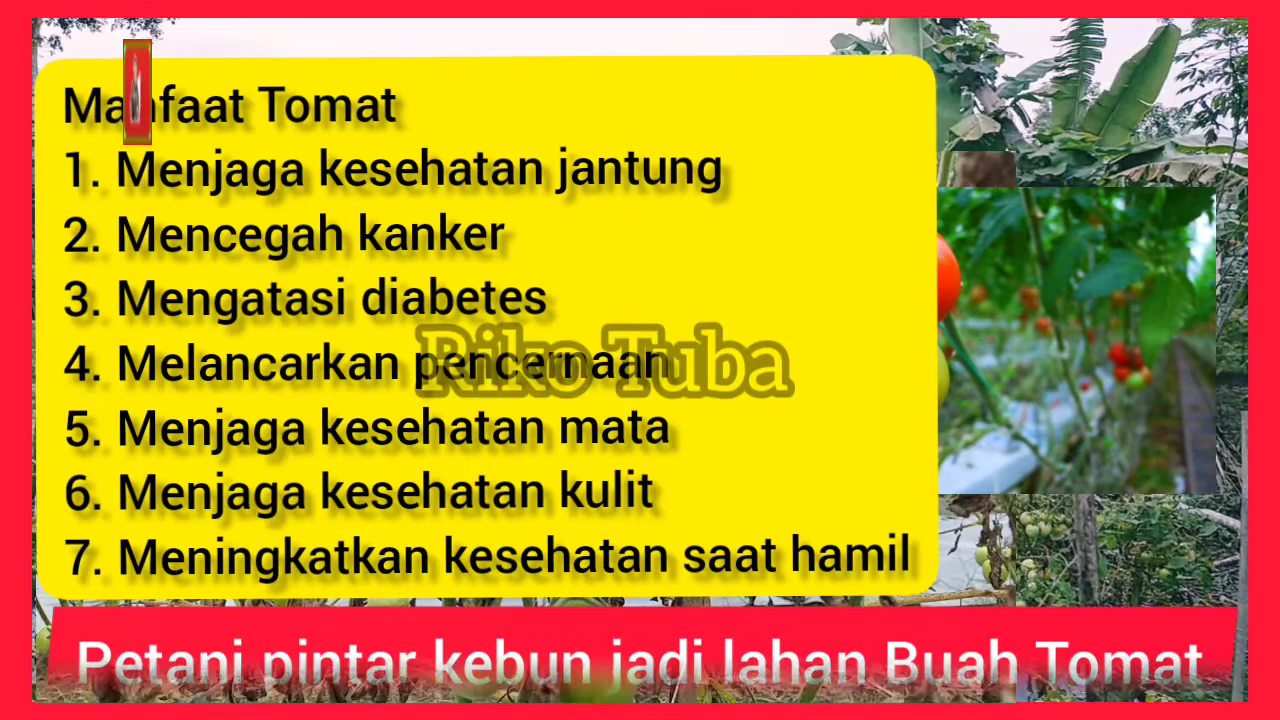 Manfaat Tomat
1. Menjaga kesehatan jantung
2. Mencegah kanker
3. Mengatasi diabetes
4. Melancarkan pencernaan
Riko Tuba
5. Menjaga kesehatan mata
6. Menjaga kesehatan kulit
7. Meningkatkan kesehatan saat hamil
Petani pintar kebun jadi lahan Buah Tomat